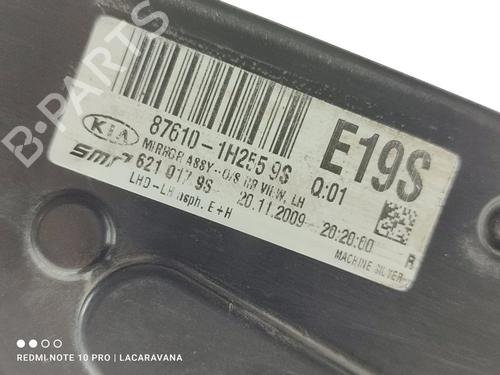 B-PARTS
KIA
87610-1H255 9S
E19S
MIRROR ASSY-O/S RR VIEW, LH
Q:01
smr 621 017 9S
20.11.2009 - 20:20:00
LHD-LH asph. E+H
R
MACHINE SILVER
REDMI NOTE 10 PRO | LACARAVANA